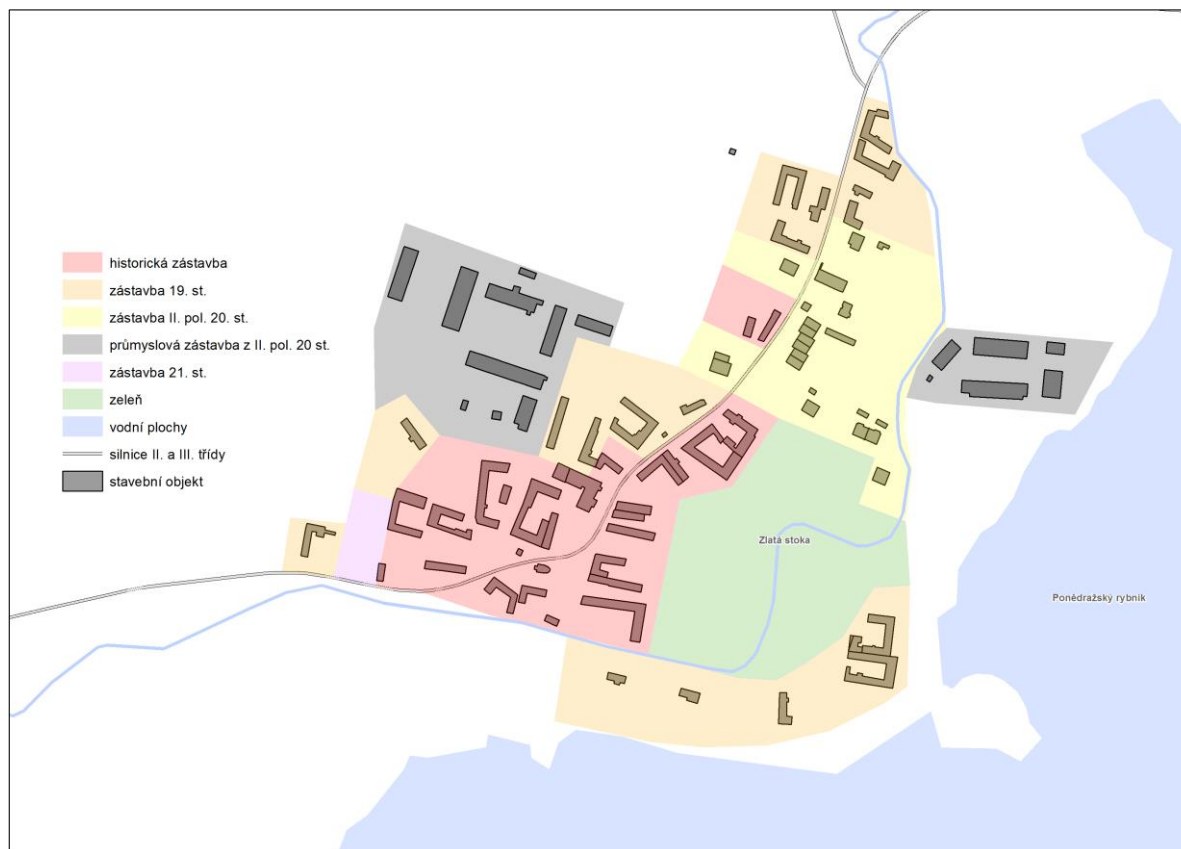 historická zástavba
zástavba 19. st.
zástavba II. pol. 20. st.
průmyslová zástavba z II. pol. 20 st.
zástavba 21. st.
zeleň
vodní plochy
silnice II. a III. třídy
stavební objekt
Zlatá stoka
Ponědražský rybník